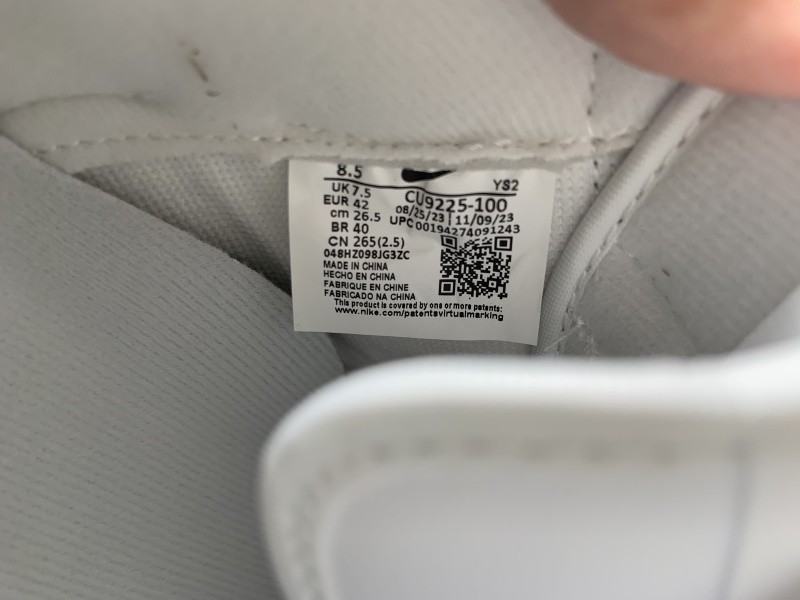 8.5
YS2
UK 7.5
CU9225-100
EUR 42
08/25/23 | 11/09/23
cm 26.5
UPC 00194274091243
BR 40
CN 265(2.5)
048HZ098JG3ZC
MADE IN CHINA
HECHO EN CHINA
FABRIQUE EN CHINE
FABRICADO NA CHINA
This product is covered by one or more patents:
www.nike.com/patentsvirtualmarking